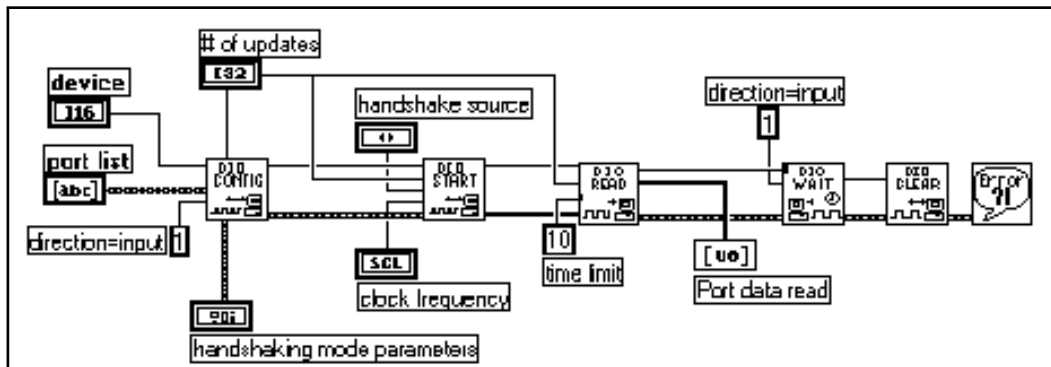 # of updates
I32
device
I16
handshake source
direction=input
1
port list
[abc]
DIO
CONFIG
DIO
START
DIO
READ
DIO
WAIT
DIO
CLEAR
Error
?!
direction=input
1
10
time limit
SGL
clock frequency
Port data read
handshaking mode parameters